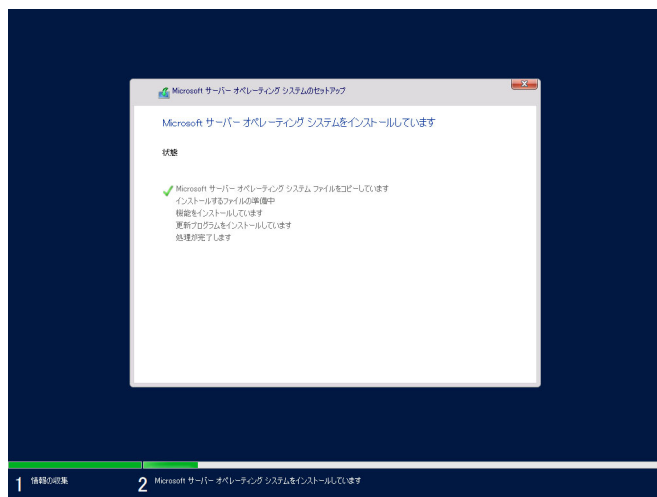 Microsoft サーバー オペレーティング システムのセットアップ
Microsoft サーバー オペレーティング システムをインストールしています
状態
Microsoft サーバー オペレーティング システム ファイルをコピーしています
インストールするファイルの準備中
機能をインストールしています
更新プログラムをインストールしています
処理が完了します
1 情報の収集
2 Microsoft サーバー オペレーティング システムをインストールしています